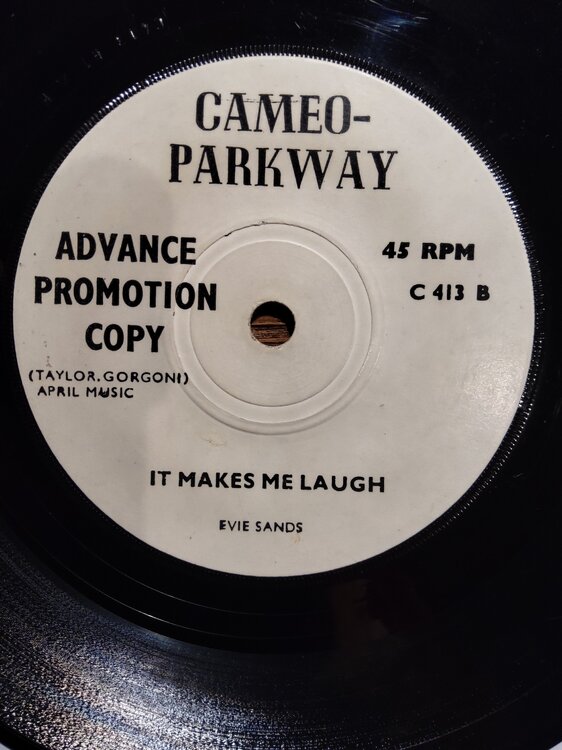 CAMEO-
PARKWAY
ADVANCE
PROMOTION
COPY
45 RPM
C 413 B
(TAYLOR, GORGONI)
APRIL MUSIC
IT MAKES ME LAUGH
EVIE SANDS